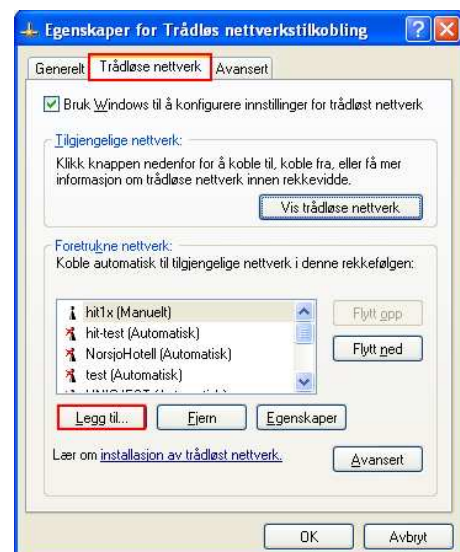 Egenskaper for Trådløs nettverkstilkobling
Generelt Trådløse nettverk Avansert
Bruk Windows til å konfigurere innstillinger for trådløst nettverk
Tilgjengelige nettverk:
Klikk knappen nedenfor for å koble til, koble fra, eller få mer
informasjon om trådløse nettverk innen rekkevidde.
Vis trådløse nettverk
Foretrukne nettverk:
Koble automatisk til tilgjengelige nettverk i denne rekkefølgen:
hit1x (Manuelt)
hit-test (Automatisk)
NorsjoHotell (Automatisk)
test (Automatisk)
Flytt opp
Flytt ned
Legg til... Fjern Egenskaper
Lær om installasjon av trådløst nettverk.
Avansert
OK Avbryt